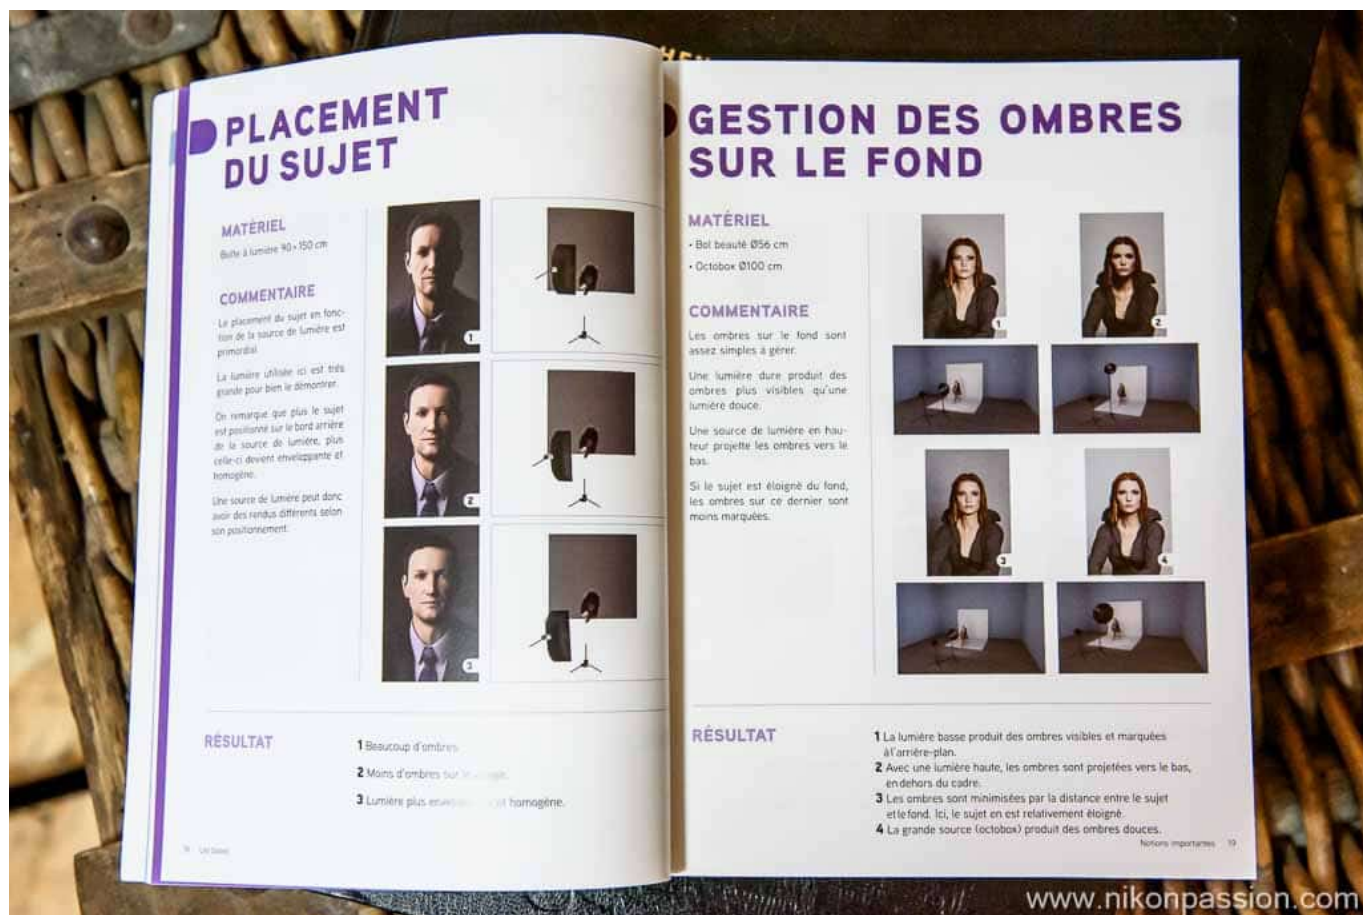 HEN
PLACEMENT
DU SUJET
MATÉRIEL
Boîte à lumière 90×150 cm
COMMENTAIRE
Le placement du sujet en fonc-
tion de la source de lumière est
primordial.
La lumière utilisée ici est très
grande pour bien le démontrer.
On remarque que plus le sujet
est positionné sur le bord arrière
de la source de lumière, plus
celle-ci devient enveloppante et
homogène.
Une source de lumière peut donc
avoir des rendus différents selon
son positionnement.
1
2
3
RÉSULTAT
1 Beaucoup d'ombres
2 Moins d'ombres sur
3 Lumière plus et homogène.
GESTION DES OMBRES
SUR LE FOND
MATÉRIEL
• Bol beauté Ø56 cm
• Octobox Ø100 cm
COMMENTAIRE
Les ombres sur le fond sont
assez simples à gérer.
Une lumière dure produit des
ombres plus visibles qu'une
lumière douce.
Une source de lumière en hau-
teur projette les ombres vers le
bas.
Si le sujet est éloigné du fond,
les ombres sur ce dernier sont
moins marquées.
1
2
3
4
RÉSULTAT
1 La lumière basse produit des ombres visibles et marquées
à l'arrière-plan.
2 Avec une lumière haute, les ombres sont projetées vers le bas,
en dehors du cadre.
3 Les ombres sont minimisées par la distance entre le sujet
et le fond. Ici, le sujet en est relativement éloigné.
4 La grande source (octobox) produit des ombres douces.
Notions importantes 19
www.nikonpassion.com